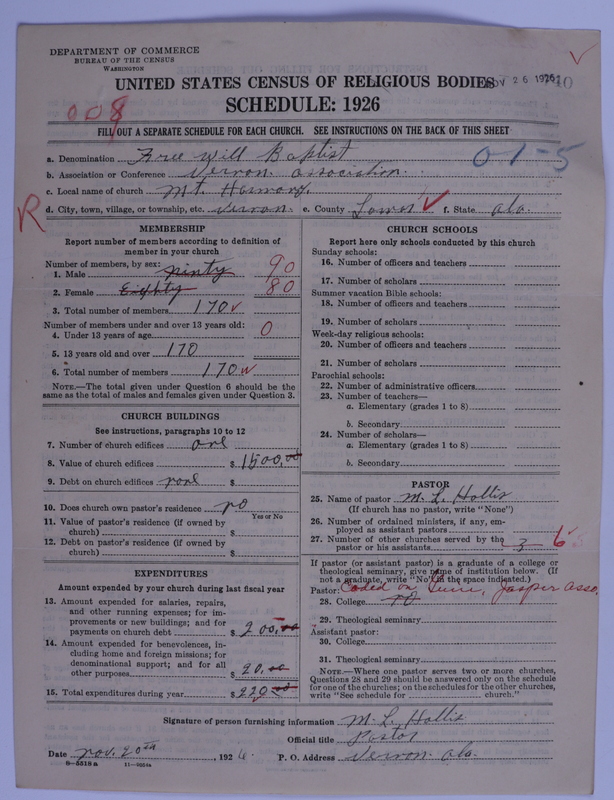 DEPARTMENT OF COMMERCE
BUREAU OF THE CENSUS
WASHINGTON
UNITED STATES CENSUS OF RELIGIOUS BODIES
NOV 26 1926
SCHEDULE: 1926
008
FILL OUT A SEPARATE SCHEDULE FOR EACH CHURCH. SEE INSTRUCTIONS ON THE BACK OF THIS SHEET
01-5
a. Denomination Free Will Baptist
b. Association or Conference Vernon association.
c. Local name of church Mt. Harmony.
R
d. City, town, village, or township, etc. Vernon. e. County Lamar f. State ala.
MEMBERSHIP
Report number of members according to definition of
member in your church
Number of members, by sex:
1. Male ninty 90
2. Female Eighty 80
3. Total number of members 170
Number of members under and over 13 years old:
4. Under 13 years of age 0
5. 13 years old and over 170
6. Total number of members 170
NOTE.—The total given under Question 6 should be the
same as the total of males and females given under Question 3.
CHURCH BUILDINGS
See instructions, paragraphs 10 to 12
7. Number of church edifices one
8. Value of church edifices $ 1500.00
9. Debt on church edifices none $
10. Does church own pastor's residence no
Yes or No
11. Value of pastor's residence (if owned by
church) $
12. Debt on pastor's residence (if owned by
church) $
EXPENDITURES
Amount expended by your church during last fiscal year
13. Amount expended for salaries, repairs,
and other running expenses; for im-
provements or new buildings; and for
payments on church debt $ 200.00
14. Amount expended for benevolences, in-
cluding home and foreign missions; for
denominational support; and for all
other purposes $ 20.00
15. Total expenditures during year $ 220.00
CHURCH SCHOOLS
Report here only schools conducted by this church
Sunday schools:
16. Number of officers and teachers
17. Number of scholars
Summer vacation Bible schools:
18. Number of officers and teachers
19. Number of scholars
Week-day religious schools:
20. Number of officers and teachers
21. Number of scholars
Parochial schools:
22. Number of administrative officers
23. Number of teachers—
a. Elementary (grades 1 to 8)
b. Secondary
24. Number of scholars—
a. Elementary (grades 1 to 8)
b. Secondary
PASTOR
25. Name of pastor M. L. Hollis
(If church has no pastor, write "None")
26. Number of ordained ministers, if any, em-
ployed as assistant pastors
27. Number of other churches served by the
pastor or his assistants 3 6
If pastor (or assistant pastor) is a graduate of a college or
theological seminary, give name of institution below. (If
not a graduate, write "No" in the space indicated.)
Pastor: Coded on Jasper Asso.
28. College no
29. Theological seminary
Assistant pastor:
30. College
31. Theological seminary
NOTE.—Where one pastor serves two or more churches,
Questions 28 and 29 should be answered only on the schedule
for one of the churches; on the schedules for the other churches,
write "See schedule for church."
Signature of person furnishing information M. L. Hollis
Official title Pastor
Date nov. 20th, 1926. P. O. Address Vernon ala.
8-5518a 11-9554a